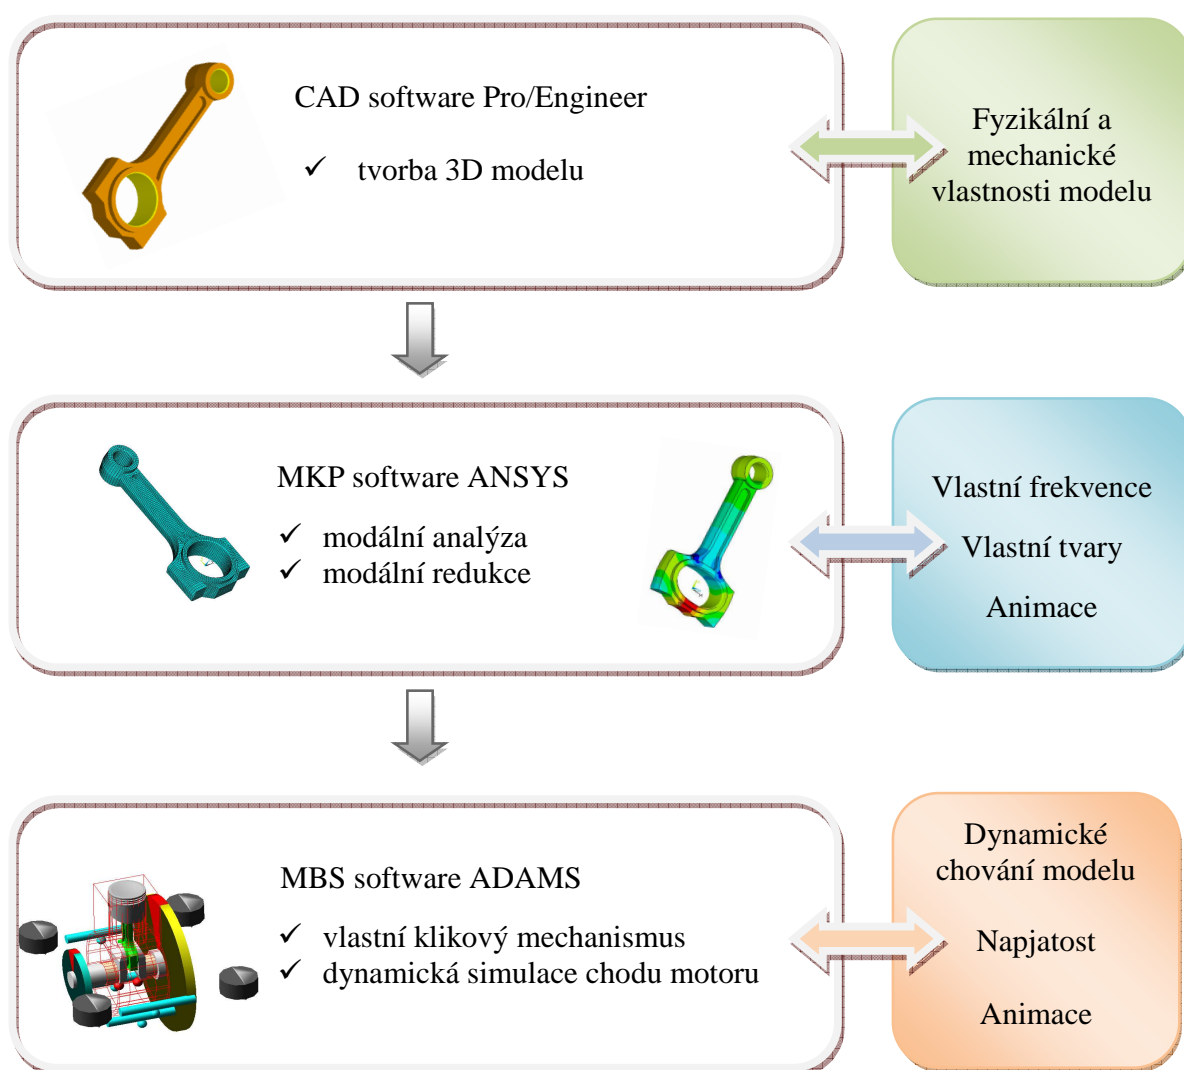 CAD software Pro/Engineer
✓ tvorba 3D modelu
Fyzikální a
mechanické
vlastnosti modelu
MKP software ANSYS
✓ modální analýza
✓ modální redukce
Vlastní frekvence
Vlastní tvary
Animace
MBS software ADAMS
✓ vlastní klikový mechanismus
✓ dynamická simulace chodu motoru
Dynamické
chování modelu
Napjatost
Animace